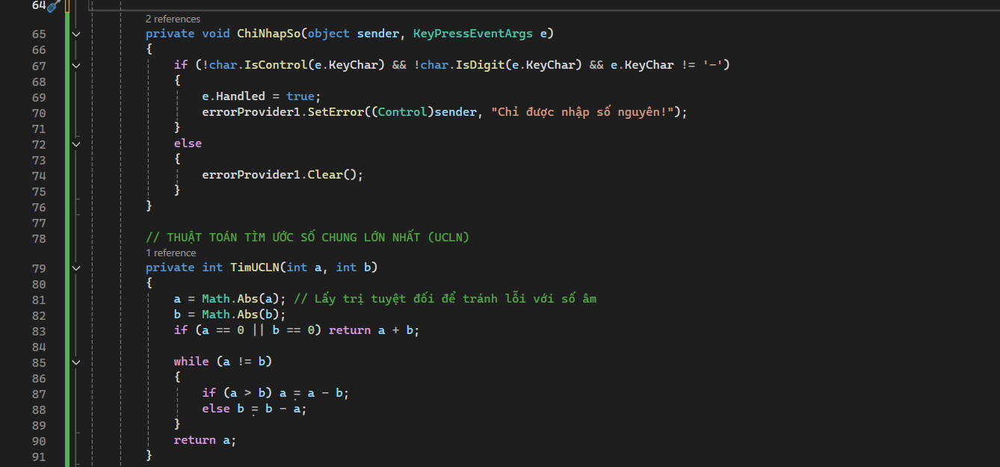 64
2 references
65 private void ChiNhapSo(object sender, KeyPressEventArgs e)
66 {
67 if (!char.IsControl(e.KeyChar) && !char.IsDigit(e.KeyChar) && e.KeyChar != '-')
68 {
69 e.Handled = true;
70 errorProvider1.SetError((Control)sender, "Chỉ được nhập số nguyên!");
71 }
72 else
73 {
74 errorProvider1.Clear();
75 }
76 }
77
78 // THUẬT TOÁN TÌM ƯỚC SỐ CHUNG LỚN NHẤT (UCLN)
1 reference
79 private int TimUCLN(int a, int b)
80 {
81 a = Math.Abs(a); // Lấy trị tuyệt đối để tránh lỗi với số âm
82 b = Math.Abs(b);
83 if (a == 0 || b == 0) return a + b;
84
85 while (a != b)
86 {
87 if (a > b) a = a - b;
88 else b = b - a;
89 }
90 return a;
91 }